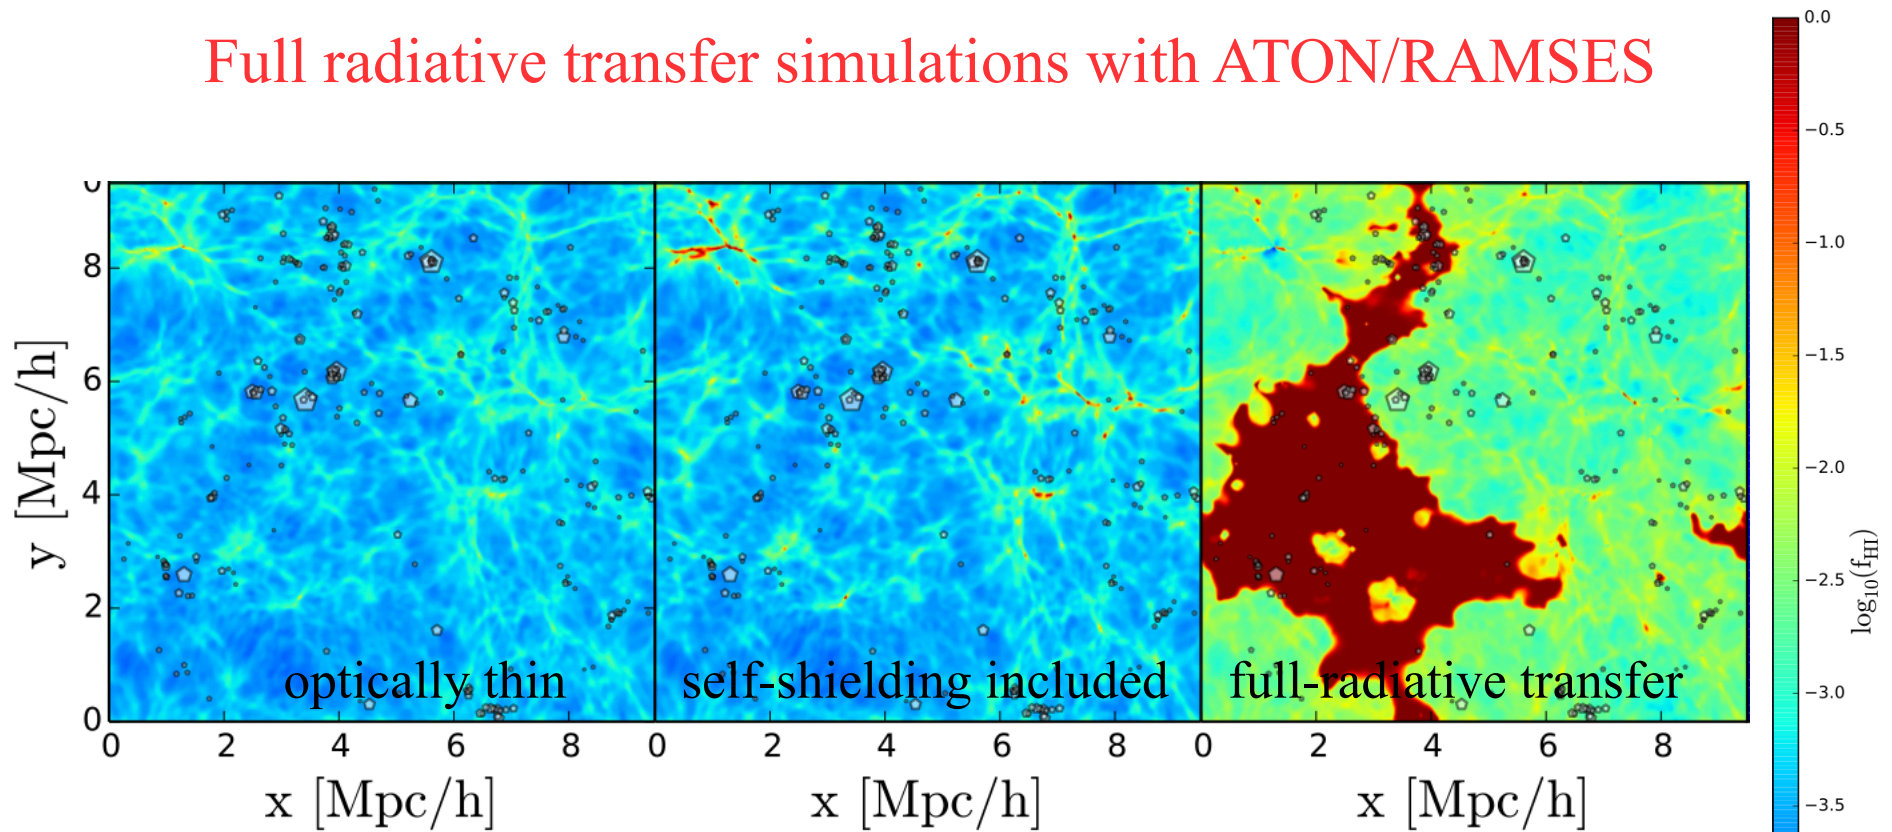 Full radiative transfer simulations with ATON/RAMSES
0.0
−0.5
−1.0
−1.5
−2.0
−2.5
−3.0
−3.5
log10(fHI)
8
6
4
2
0
y [Mpc/h]
optically thin
self-shielding included
full-radiative transfer
0 2 4 6 8 0 2 4 6 8 0 2 4 6 8
x [Mpc/h] x [Mpc/h] x [Mpc/h]